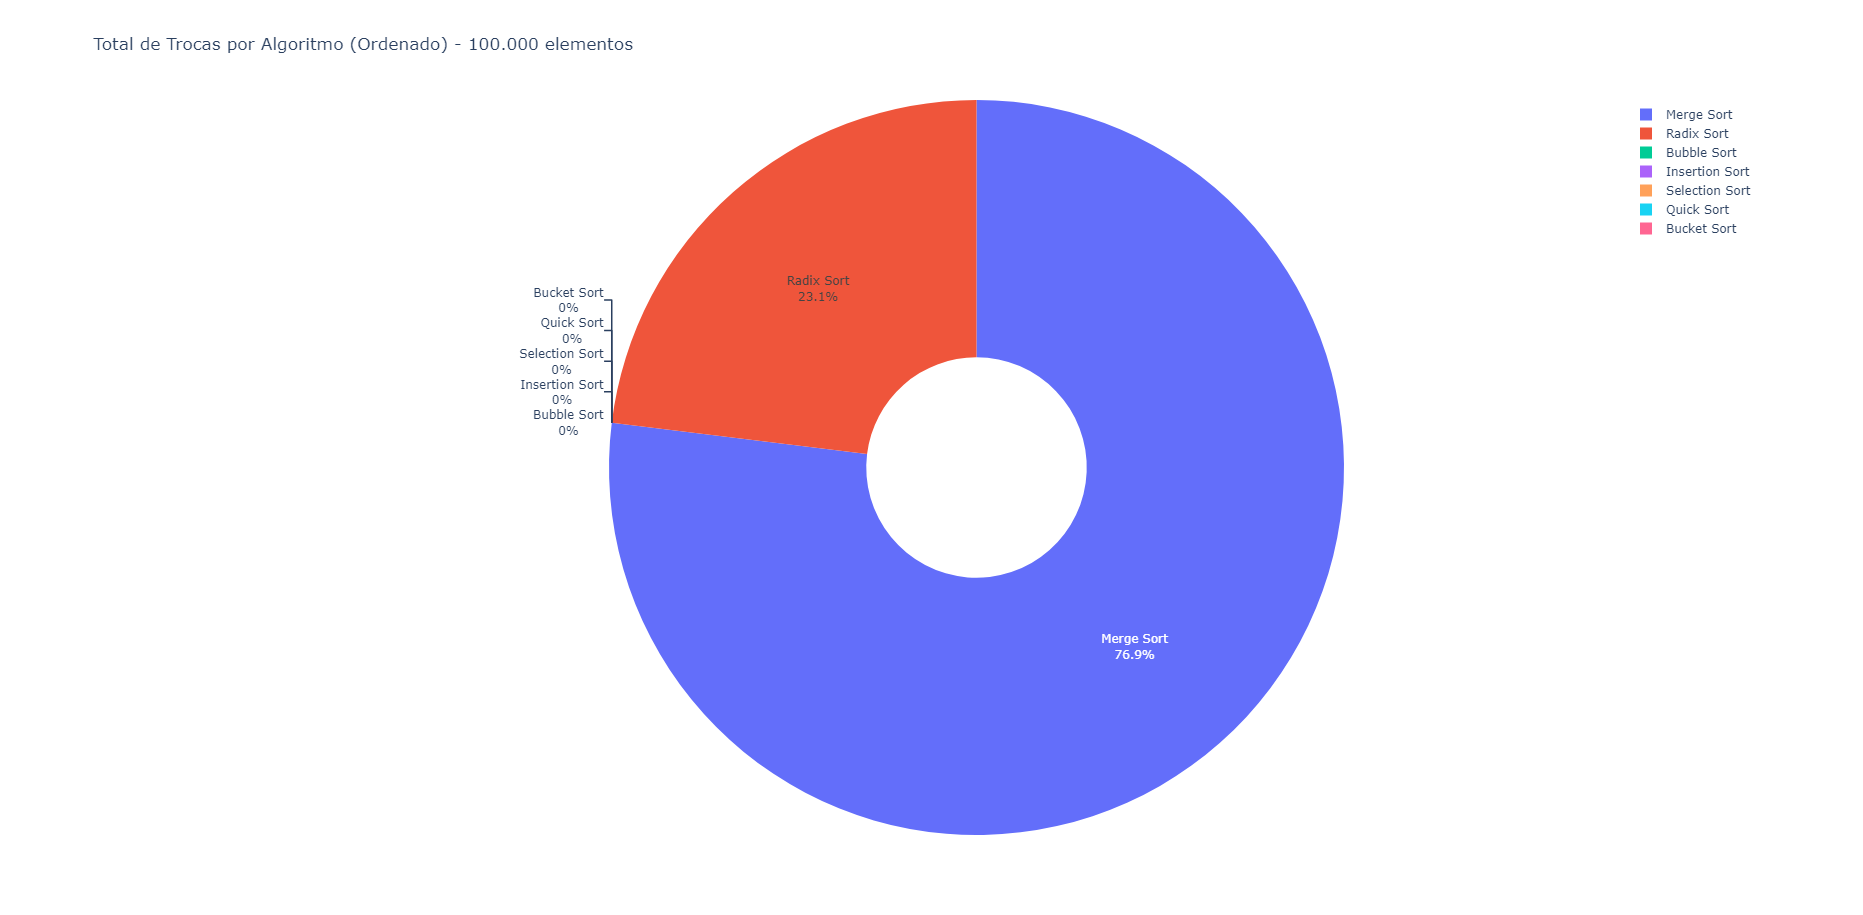 Total de Trocas por Algoritmo (Ordenado) - 100.000 elementos
Merge Sort
Radix Sort
Bubble Sort
Insertion Sort
Selection Sort
Quick Sort
Bucket Sort
Radix Sort
23.1%
Bucket Sort
0%
Quick Sort
0%
Selection Sort
0%
Insertion Sort
0%
Bubble Sort
0%
Merge Sort
76.9%